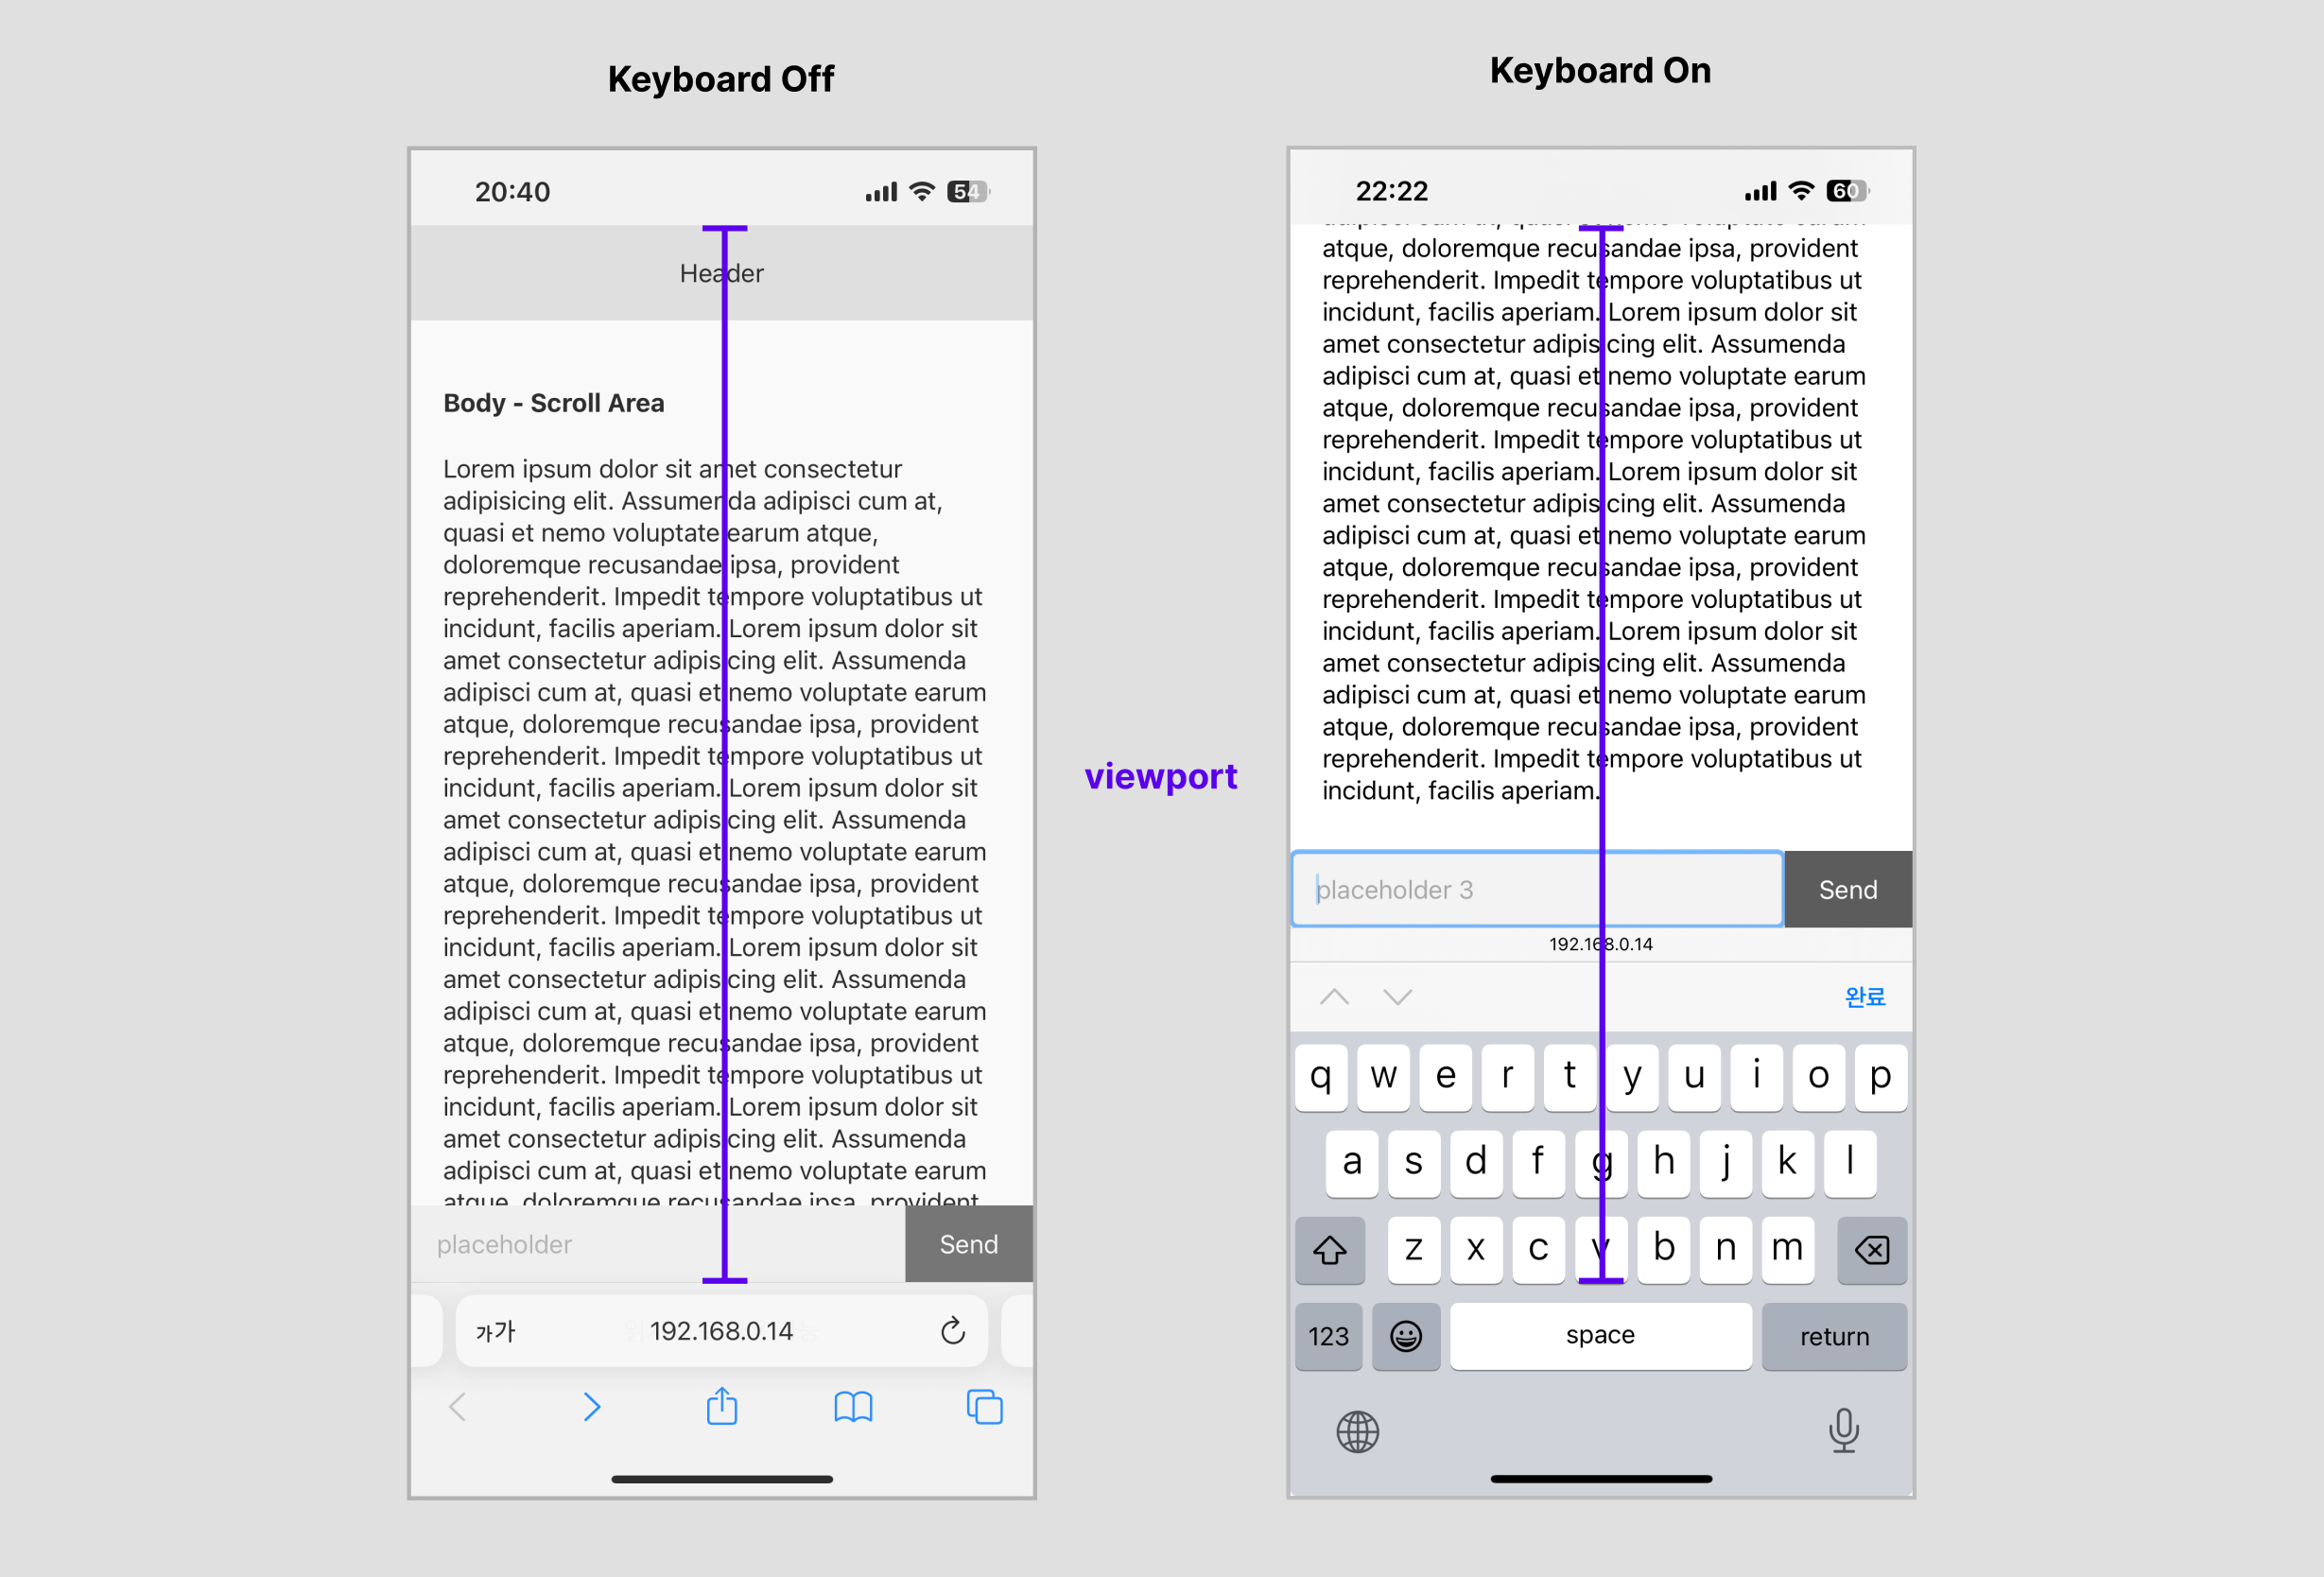 Keyboard Off
20:40
54
Header
Body - Scroll Area
Lorem ipsum dolor sit amet consectetur
adipisicing elit. Assumenda adipisci cum at,
quasi et nemo voluptate earum atque,
doloremque recusandae ipsa, provident
reprehenderit. Impedit tempore voluptatibus ut
incidunt, facilis aperiam. Lorem ipsum dolor sit
amet consectetur adipisicing elit. Assumenda
adipisci cum at, quasi et nemo voluptate earum
atque, doloremque recusandae ipsa, provident
reprehenderit. Impedit tempore voluptatibus ut
incidunt, facilis aperiam. Lorem ipsum dolor sit
amet consectetur adipisicing elit. Assumenda
adipisci cum at, quasi et nemo voluptate earum
atque, doloremque recusandae ipsa, provident
reprehenderit. Impedit tempore voluptatibus ut
incidunt, facilis aperiam. Lorem ipsum dolor sit
amet consectetur adipisicing elit. Assumenda
adipisci cum at, quasi et nemo voluptate earum
atque, doloremque recusandae ipsa, provident
reprehenderit. Impedit tempore voluptatibus ut
incidunt, facilis aperiam. Lorem ipsum dolor sit
amet consectetur adipisicing elit. Assumenda
adipisci cum at, quasi et nemo voluptate earum
atque, doloremque recusandae ipsa, provident
placeholder
Send
가가
192.168.0.14
viewport
Keyboard On
22:22
60
adipisci cum at, quasi et nemo voluptate earum
atque, doloremque recusandae ipsa, provident
reprehenderit. Impedit tempore voluptatibus ut
incidunt, facilis aperiam. Lorem ipsum dolor sit
amet consectetur adipisicing elit. Assumenda
adipisci cum at, quasi et nemo voluptate earum
atque, doloremque recusandae ipsa, provident
reprehenderit. Impedit tempore voluptatibus ut
incidunt, facilis aperiam. Lorem ipsum dolor sit
amet consectetur adipisicing elit. Assumenda
adipisci cum at, quasi et nemo voluptate earum
atque, doloremque recusandae ipsa, provident
reprehenderit. Impedit tempore voluptatibus ut
incidunt, facilis aperiam. Lorem ipsum dolor sit
amet consectetur adipisicing elit. Assumenda
adipisci cum at, quasi et nemo voluptate earum
atque, doloremque recusandae ipsa, provident
reprehenderit. Impedit tempore voluptatibus ut
incidunt, facilis aperiam.
placeholder 3
Send
192.168.0.14
완료
q w e r t y u i o p
a s d f g h j k l
z x c v b n m
123 space return